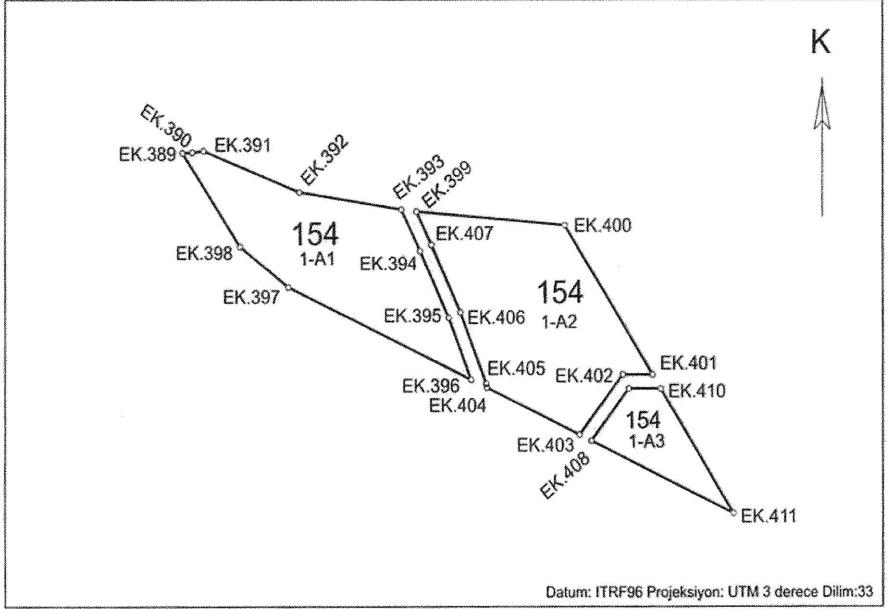 K
EK.389
EK.390
EK.391
EK.392
EK.393
EK.399
EK.400
EK.407
EK.394
154
1-A1
EK.398
EK.397
EK.395
EK.406
154
1-A2
EK.405
EK.396
EK.404
EK.402
EK.401
EK.410
154
1-A3
EK.403
EK.408
EK.411
Datum: ITRF96 Projeksiyon: UTM 3 derece Dilim:33